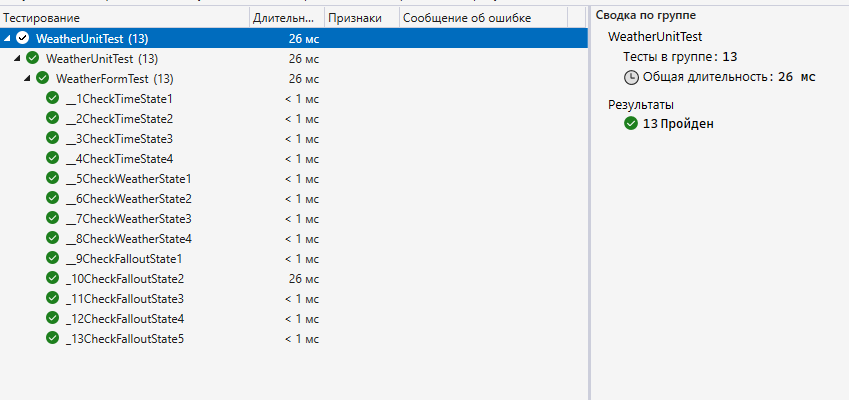 Тестирование Длительн... Признаки Сообщение об ошибке
WeatherUnitTest (13) 26 мс
WeatherUnitTest (13) 26 мс
WeatherFormTest (13) 26 мс
__1CheckTimeState1 < 1 мс
__2CheckTimeState2 < 1 мс
__3CheckTimeState3 < 1 мс
__4CheckTimeState4 < 1 мс
__5CheckWeatherState1 < 1 мс
__6CheckWeatherState2 < 1 мс
__7CheckWeatherState3 < 1 мс
__8CheckWeatherState4 < 1 мс
__9CheckFalloutState1 < 1 мс
_10CheckFalloutState2 26 мс
_11CheckFalloutState3 < 1 мс
_12CheckFalloutState4 < 1 мс
_13CheckFalloutState5 < 1 мс
Сводка по группе
WeatherUnitTest
Тесты в группе: 13
Общая длительность: 26 мс
Результаты
13 Пройден